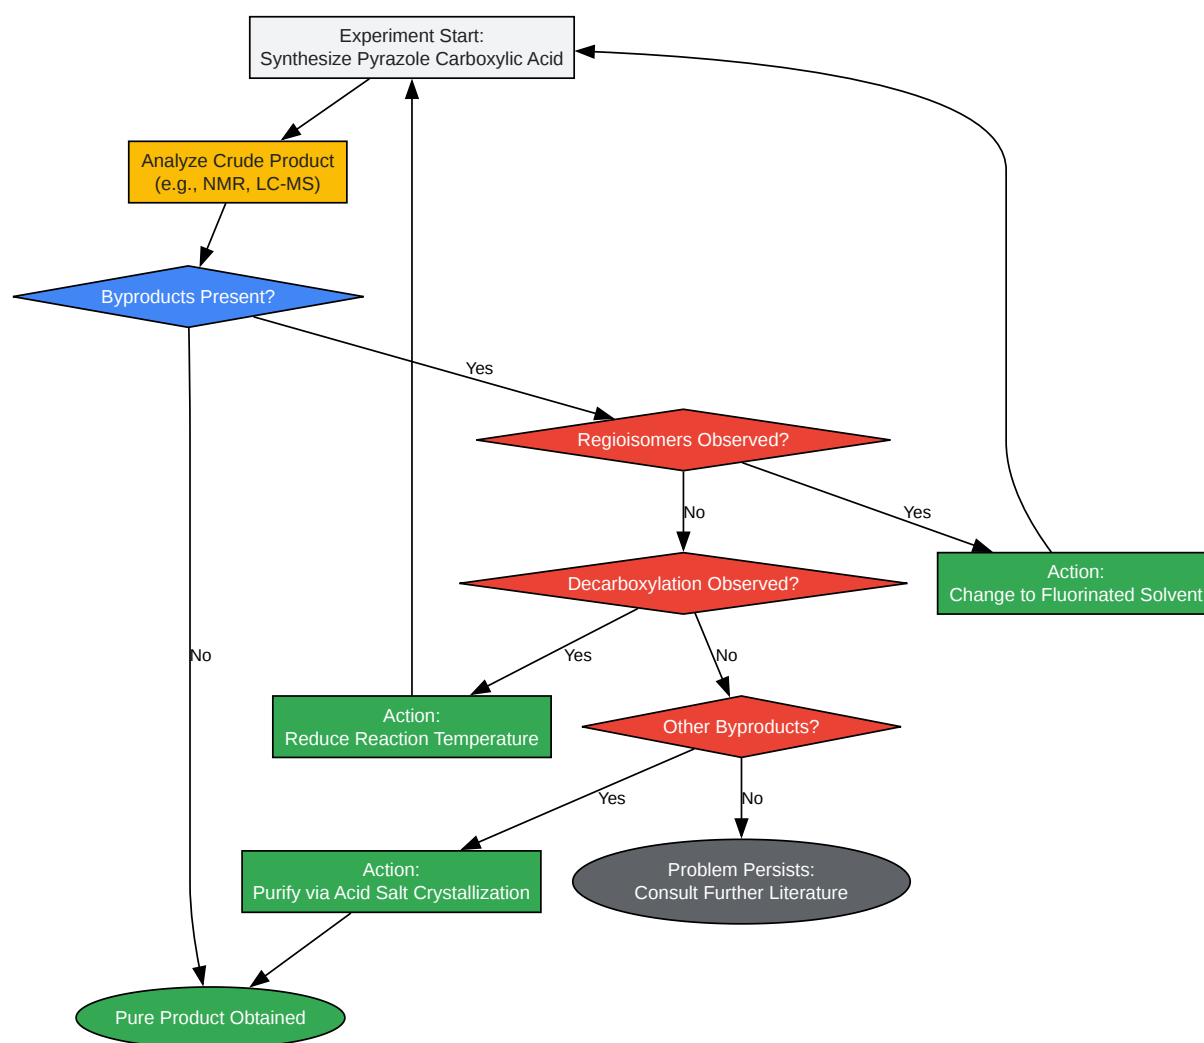 Experiment Start:
Synthesize Pyrazole Carboxylic Acid
Analyze Crude Product
(e.g., NMR, LC-MS)
Byproducts Present?
Yes
Regioisomers Observed?
No
Yes
Action:
Change to Fluorinated Solvent
Decarboxylation Observed?
No
Yes
No
Action:
Reduce Reaction Temperature
Other Byproducts?
Yes
No
Action:
Purify via Acid Salt Crystallization
Problem Persists:
Consult Further Literature
Pure Product Obtained